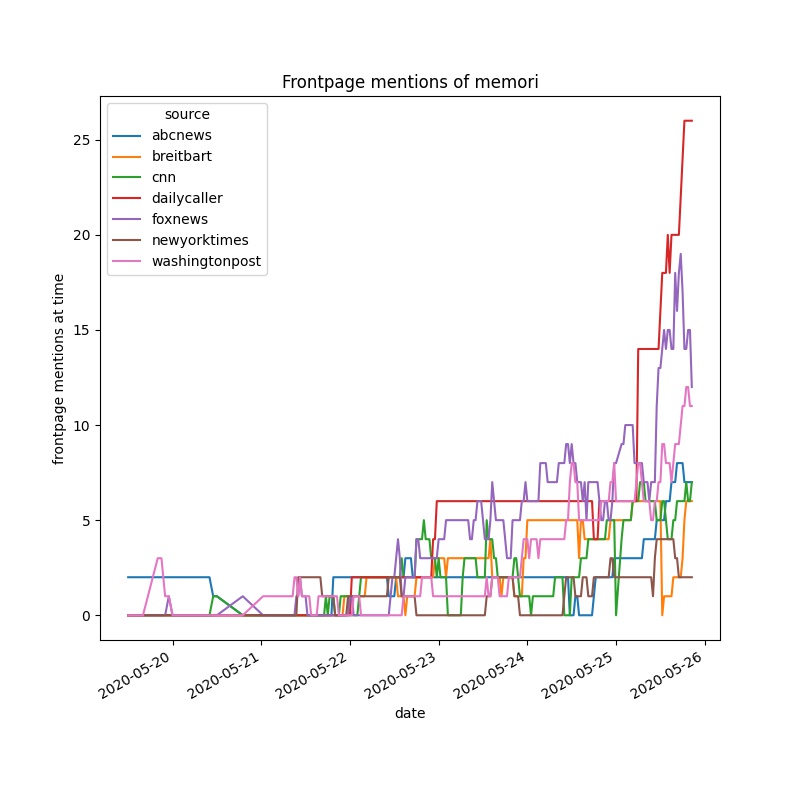 Frontpage mentions of memori
source
abcnews
breitbart
cnn
dailycaller
foxnews
newyorktimes
washingtonpost
frontpage mentions at time
25
20
15
10
5
0
2020-05-20
2020-05-21
2020-05-22
2020-05-23
2020-05-24
2020-05-25
2020-05-26
date